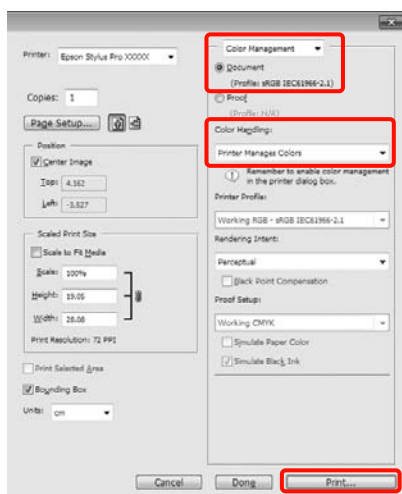 Printer: Epson Stylus Pro XXXXX
Copies: 1
Page Setup...
Position
Center Image
Top: 4.162
Left: -3.527
Scaled Print Size
Scale to Fit Media
Scale: 100%
Height: 19.05
Width: 28.08
Print Resolution: 72 PPI
Print Selected Area
Bounding Box
Units: cm
Color Management
Document
(Profile: sRGB IEC61966-2.1)
Proof
(Profile: N/A)
Color Handling:
Printer Manages Colors
Remember to enable color management
in the printer dialog box.
Printer Profile:
Working RGB - sRGB IEC61966-2.1
Rendering Intent:
Perceptual
Black Point Compensation
Proof Setup:
Working CMYK
Simulate Paper Color
Simulate Black Ink
Cancel
Done
Print...